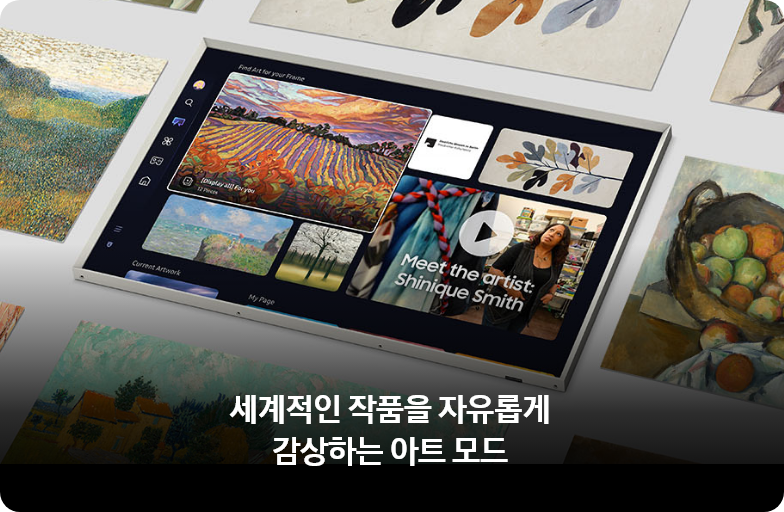 Find Art for your Frame
[Display all] For you
12 Pieces
Meet the artist:
Shinique Smith
Current Artwork
My Page
세계적인 작품을 자유롭게
감상하는 아트 모드